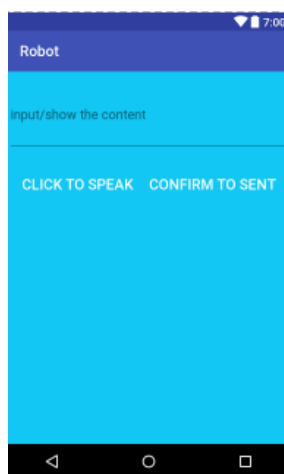 7:00
Robot
input/show the content
CLICK TO SPEAK CONFIRM TO SENT